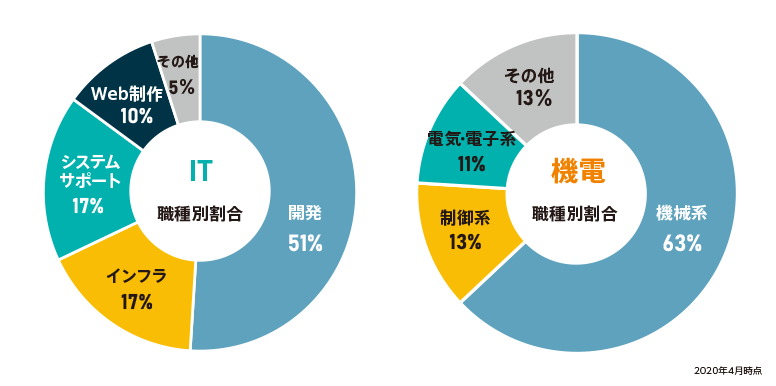 IT
職種別割合
開発
51%
インフラ
17%
システム
サポート
17%
Web制作
10%
その他
5%
機電
職種別割合
機械系
63%
制御系
13%
電気・電子系
11%
その他
13%
2020年4月時点